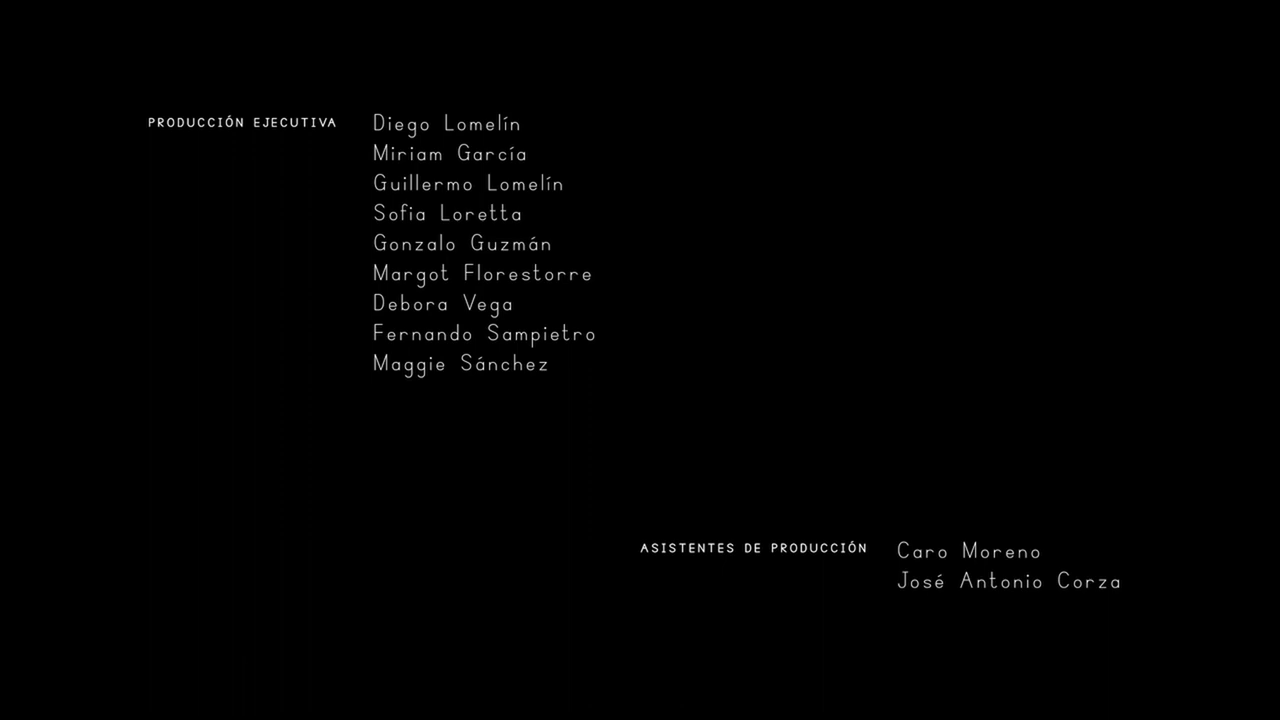 PRODUCCIÓN EJECUTIVA Diego Lomelín
Miriam García
Guillermo Lomelín
Sofia Loretta
Gonzalo Guzmán
Margot Florestorre
Debora Vega
Fernando Sampietro
Maggie Sánchez
ASISTENTES DE PRODUCCIÓN Caro Moreno
José Antonio Corza